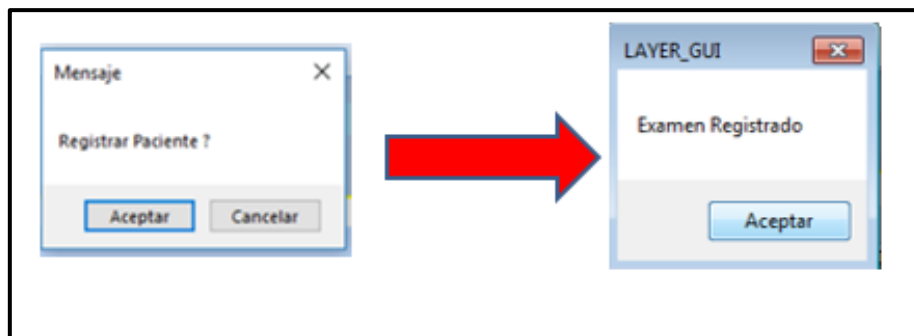 Mensaje
Registrar Paciente ?
Aceptar
Cancelar
LAYER_GUI
Examen Registrado
Aceptar